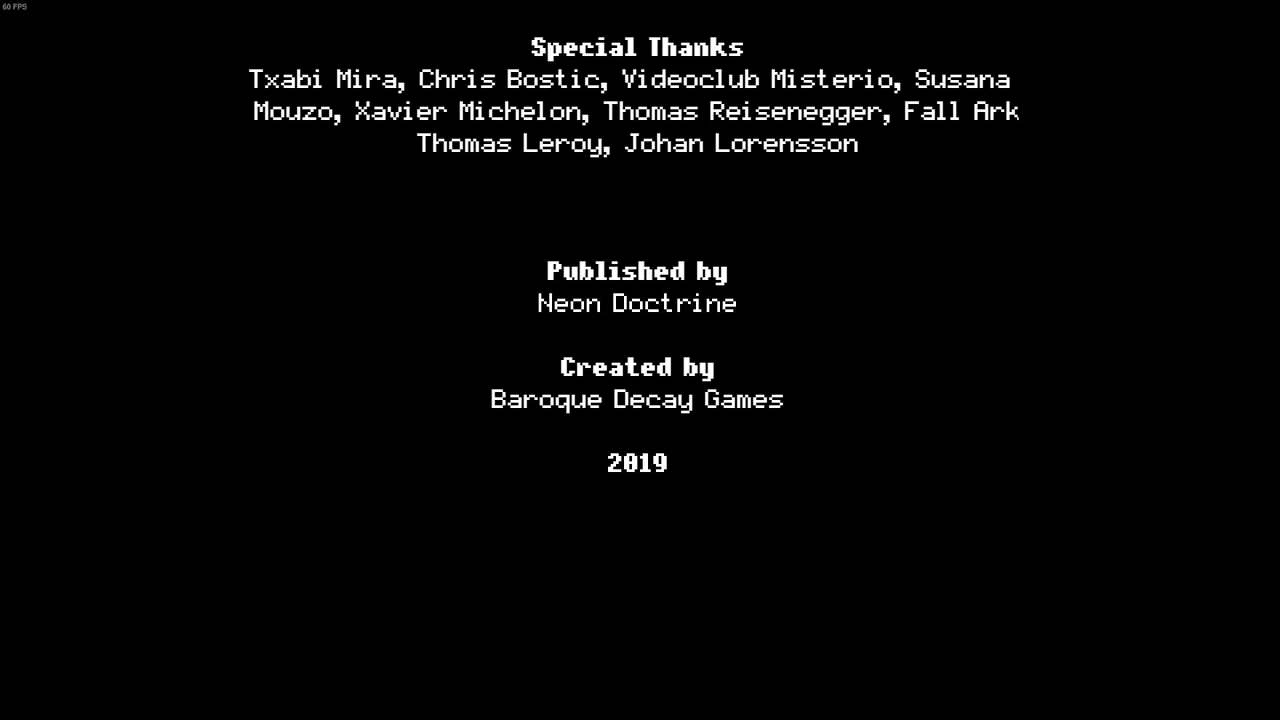 60 FPS
Special Thanks
Txabi Mira, Chris Bostic, Videoclub Misterio, Susana
Mouzo, Xavier Michelon, Thomas Reisenegger, Fall Ark
Thomas Leroy, Johan Lorensson
Published by
Neon Doctrine
Created by
Baroque Decay Games
2019